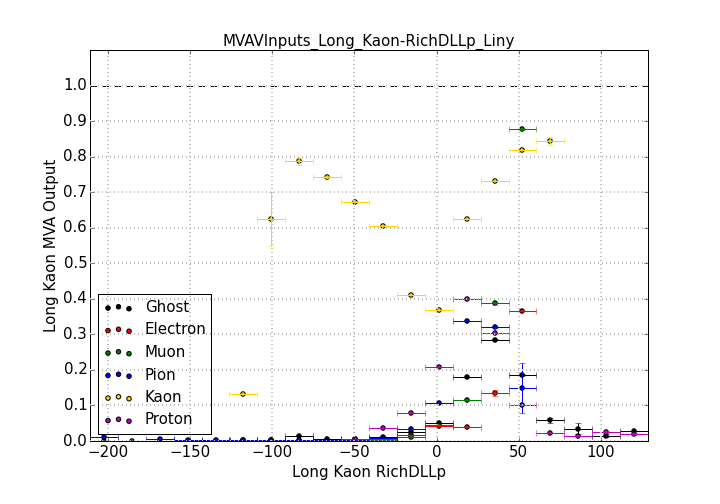 MVAVInputs_Long_Kaon-RichDLLp_Liny
1.0
0.9
0.8
0.7
0.6
0.5
0.4
0.3
0.2
0.1
0.0
Long Kaon MVA Output
Ghost
Electron
Muon
Pion
Kaon
Proton
−200 −150 −100 −50 0 50 100
Long Kaon RichDLLp